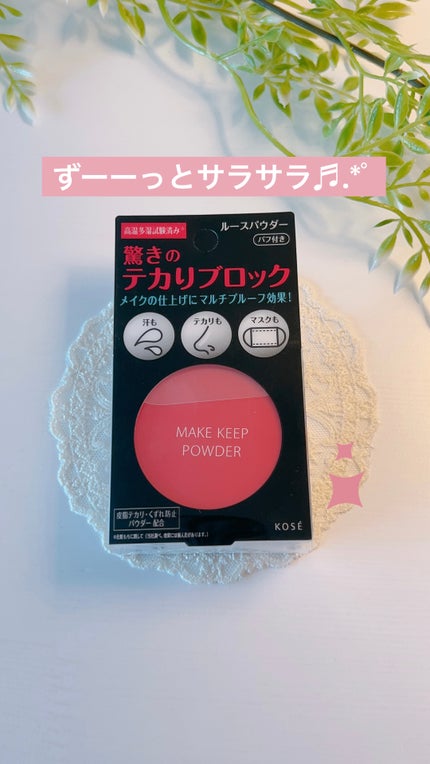 ずーーっとサラサラ♬.*ﾟ
高温多湿試験済み*
ルースパウダー
パフ付き
驚きの
テカリブロック
メイクの仕上げにマルチプルーフ効果!
汗も
テカリも
マスクも
MAKE KEEP
POWDER
皮脂テカリ・くずれ防止
パウダー配合
KOSÉ